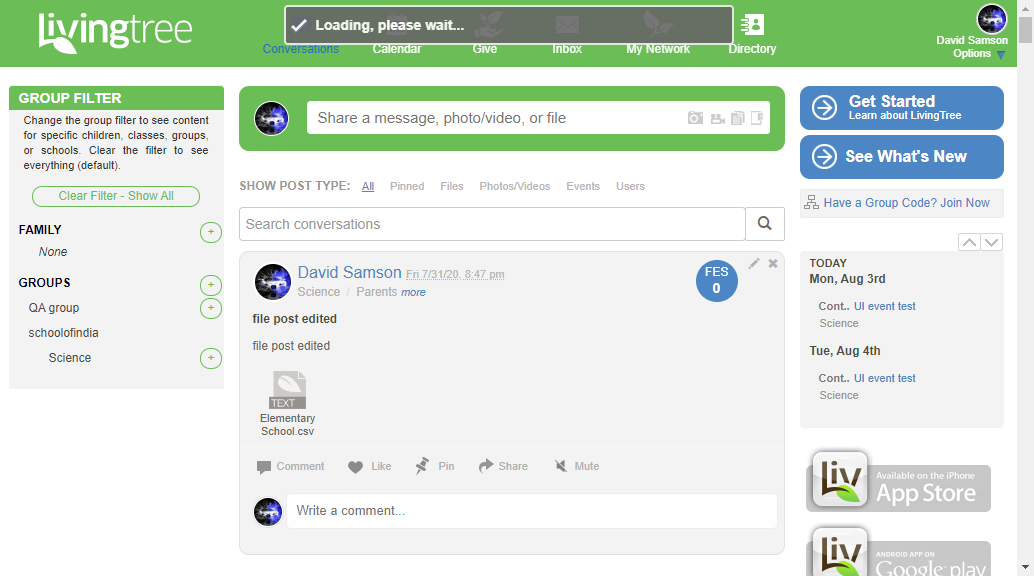 livingtree
Loading, please wait...
Conversations
Calendar
Give
Inbox
My Network
Directory
David Samson
Options
GROUP FILTER
Change the group filter to see content
for specific children, classes, groups,
or schools. Clear the filter to see
everything (default).
Clear Filter - Show All
FAMILY
+
None
GROUPS
+
QA group
+
schoolofindia
Science
+
Share a message, photo/video, or file
SHOW POST TYPE: All Pinned Files Photos/Videos Events Users
Search conversations
David Samson Fri 7/31/20, 8:47 pm
Science / Parents more
FES
0
file post edited
file post edited
TEXT
Elementary
School.csv
Comment Like Pin Share Mute
Write a comment...
Get Started
Learn about LivingTree
See What's New
Have a Group Code? Join Now
TODAY
Mon, Aug 3rd
Cont.. UI event test
Science
Tue, Aug 4th
Cont.. UI event test
Science
Liv
Available on the iPhone
App Store
Liv
ANDROID APP ON
Google play